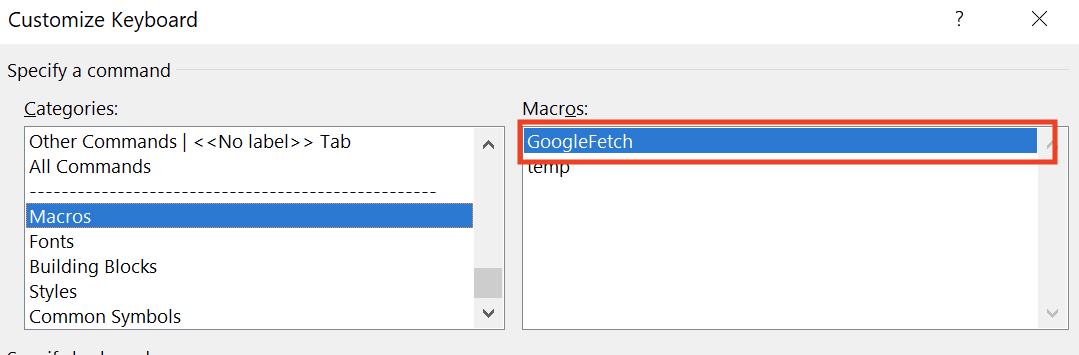 Customize Keyboard
?
Specify a command
Categories:
Macros:
Other Commands | <<No label>> Tab
All Commands
--------------------------------------------------
Macros
Fonts
Building Blocks
Styles
Common Symbols
GoogleFetch
temp